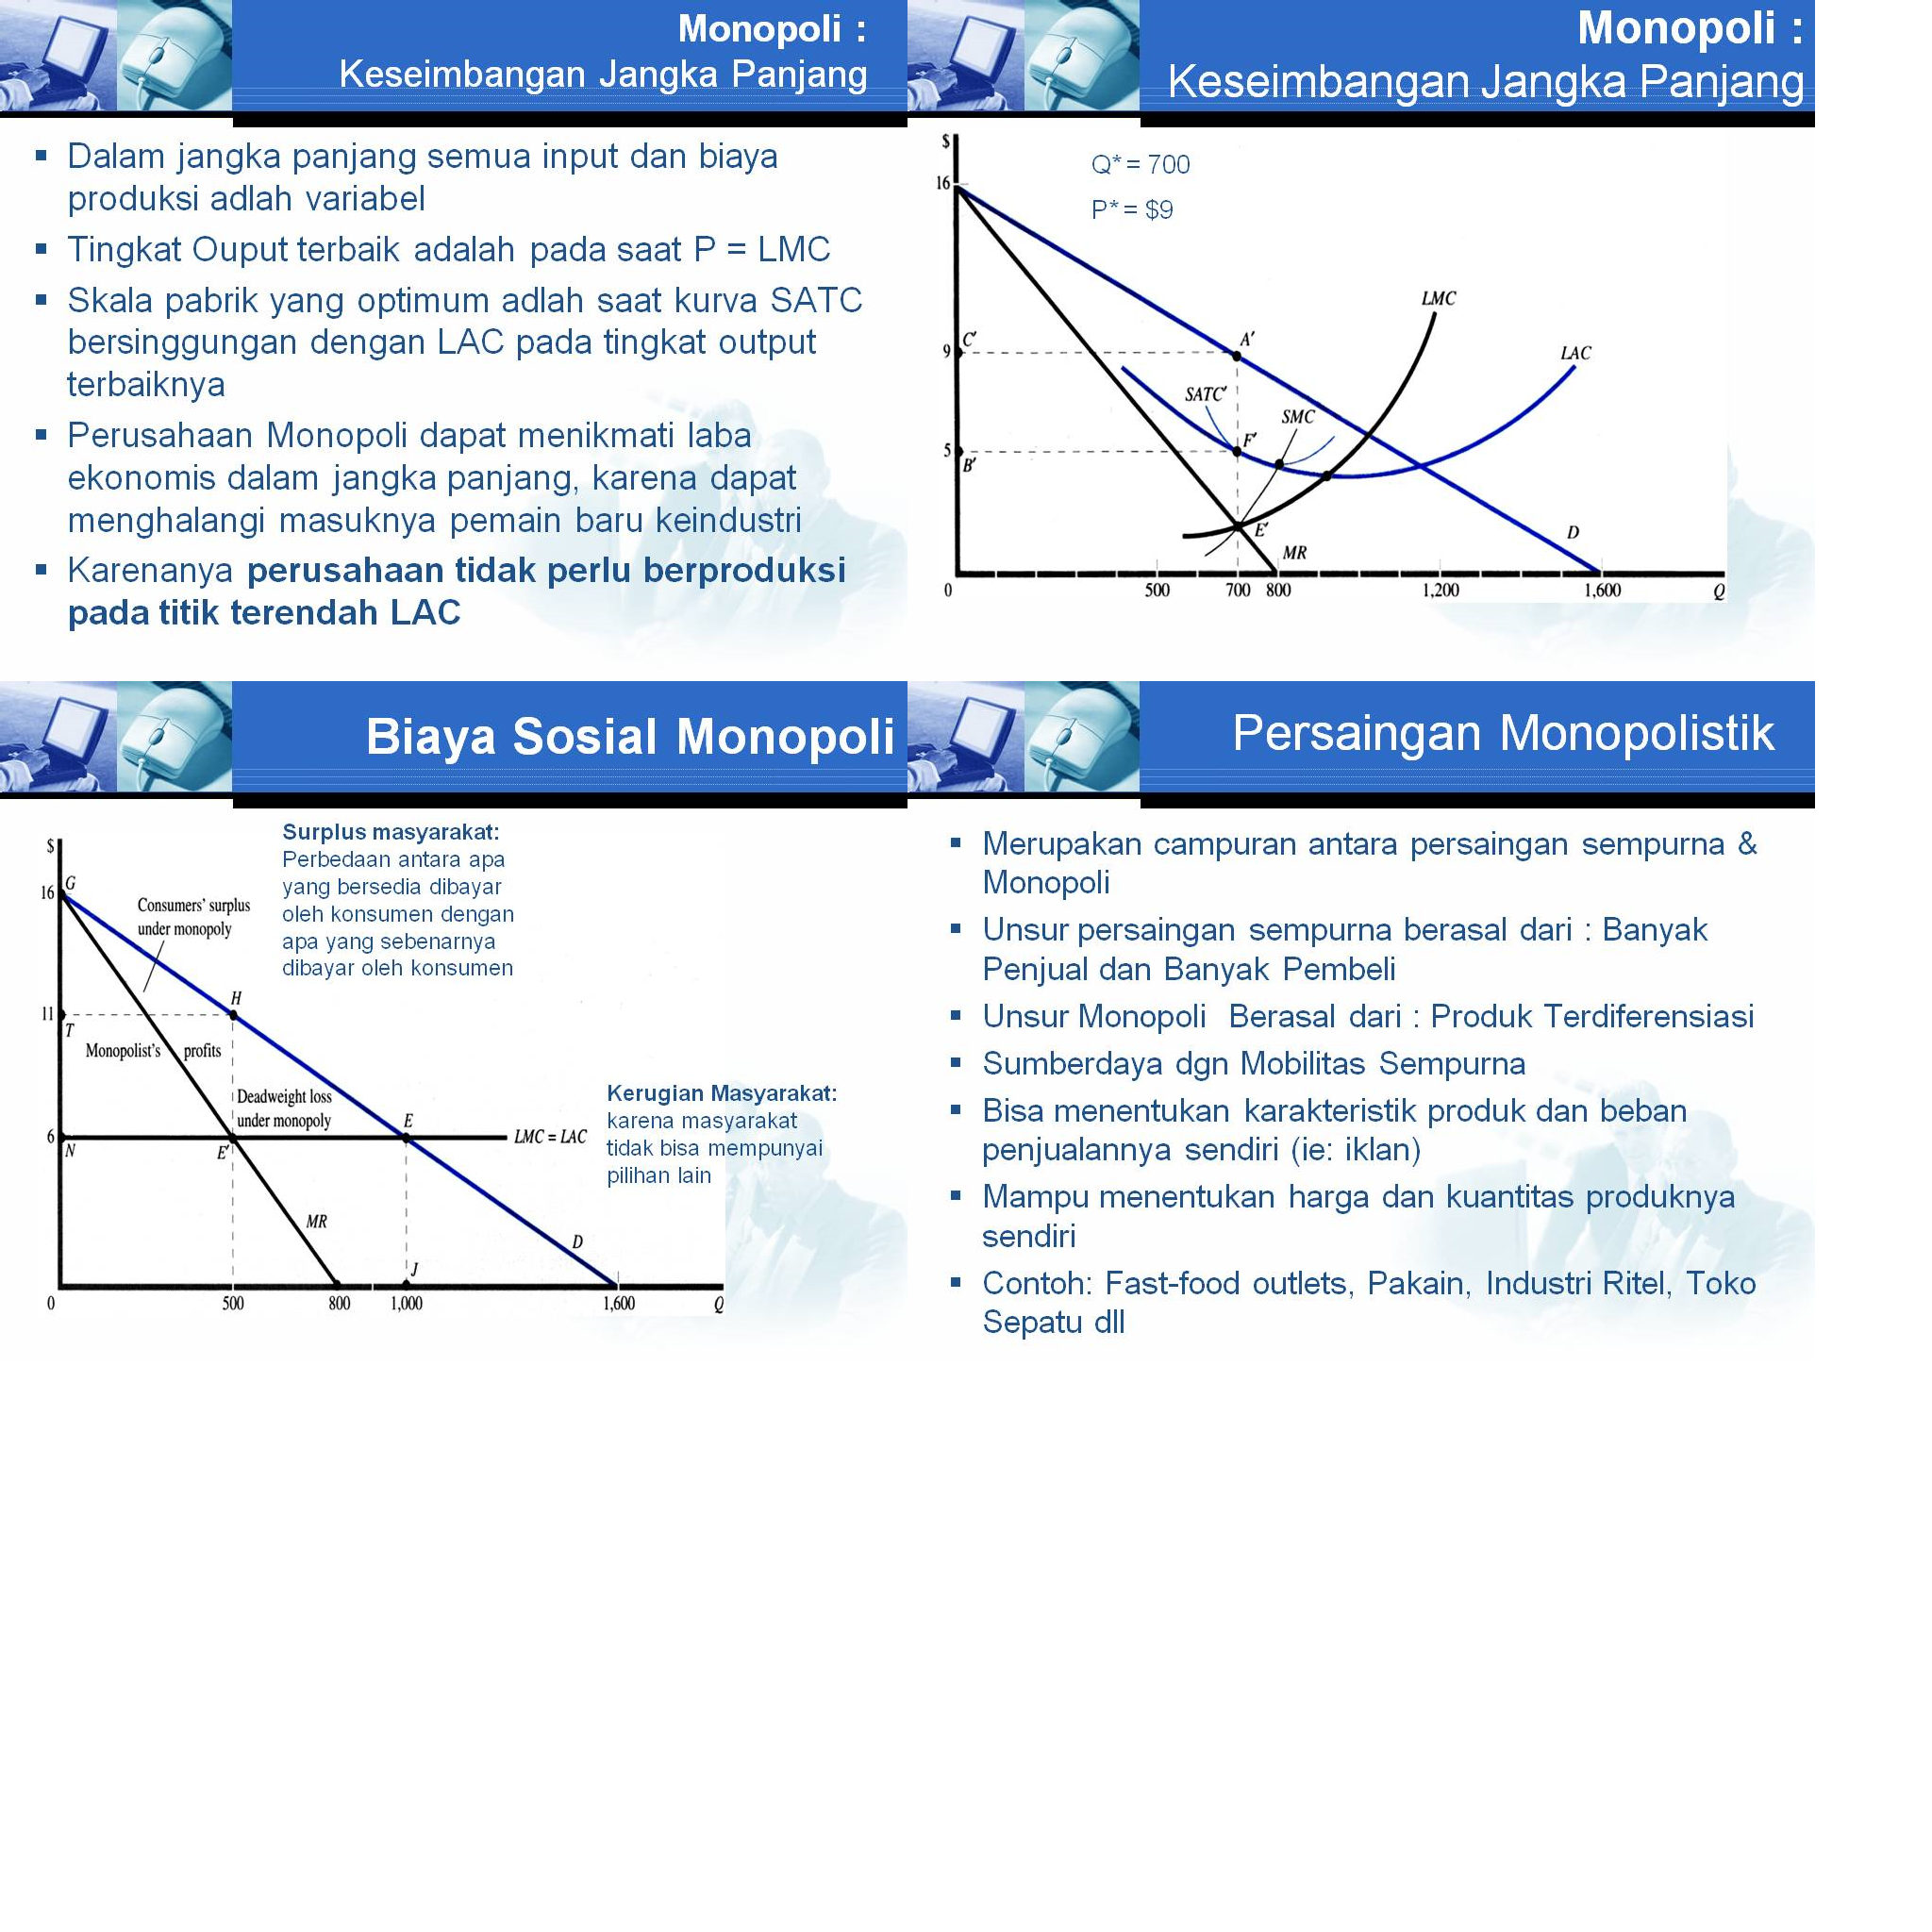 Monopoli :
Keseimbangan Jangka Panjang
▪ Dalam jangka panjang semua input dan biaya
produksi adlah variabel
▪ Tingkat Ouput terbaik adalah pada saat P = LMC
▪ Skala pabrik yang optimum adlah saat kurva SATC
bersinggungan dengan LAC pada tingkat output
terbaiknya
▪ Perusahaan Monopoli dapat menikmati laba
ekonomis dalam jangka panjang, karena dapat
menghalangi masuknya pemain baru keindustri
▪ Karenanya perusahaan tidak perlu berproduksi
pada titik terendah LAC
Monopoli :
Keseimbangan Jangka Panjang
$
Q* = 700
16
P* = $9
LMC
C′
A′
9
LAC
SATC′
SMC
F′
5
B′
E′
D
MR
0 500 700 800 1,200 1,600 Q
Biaya Sosial Monopoli
Surplus masyarakat:
Perbedaan antara apa
yang bersedia dibayar
oleh konsumen dengan
apa yang sebenarnya
dibayar oleh konsumen
$
G
16
Consumers’ surplus
under monopoly
H
11
T
Monopolist’s profits
Deadweight loss
under monopoly
E
6
N
E′
LMC = LAC
Kerugian Masyarakat:
karena masyarakat
tidak bisa mempunyai
pilihan lain
MR
D
J
0 500 800 1,000 1,600 Q
Persaingan Monopolistik
▪ Merupakan campuran antara persaingan sempurna &
Monopoli
▪ Unsur persaingan sempurna berasal dari : Banyak
Penjual dan Banyak Pembeli
▪ Unsur Monopoli Berasal dari : Produk Terdiferensiasi
▪ Sumberdaya dgn Mobilitas Sempurna
▪ Bisa menentukan karakteristik produk dan beban
penjualannya sendiri (ie: iklan)
▪ Mampu menentukan harga dan kuantitas produknya
sendiri
▪ Contoh: Fast-food outlets, Pakain, Industri Ritel, Toko
Sepatu dll